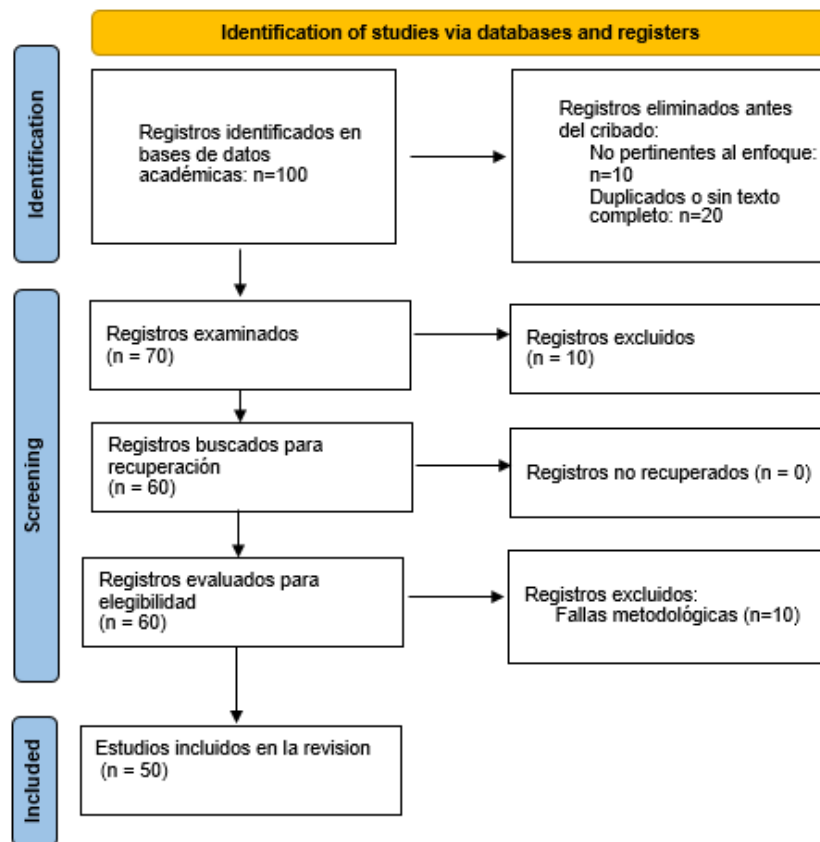 Identification of studies via databases and registers
Identification
Registros identificados en
bases de datos
académicas: n=100
Registros eliminados antes
del cribado:
No pertinentes al enfoque:
n=10
Duplicados o sin texto
completo: n=20
Screening
Registros examinados
(n = 70)
Registros excluidos
(n = 10)
Registros buscados para
recuperación
(n = 60)
Registros no recuperados (n = 0)
Registros evaluados para
elegibilidad
(n = 60)
Registros excluidos:
Fallas metodológicas (n=10)
Included
Estudios incluidos en la revision
(n = 50)